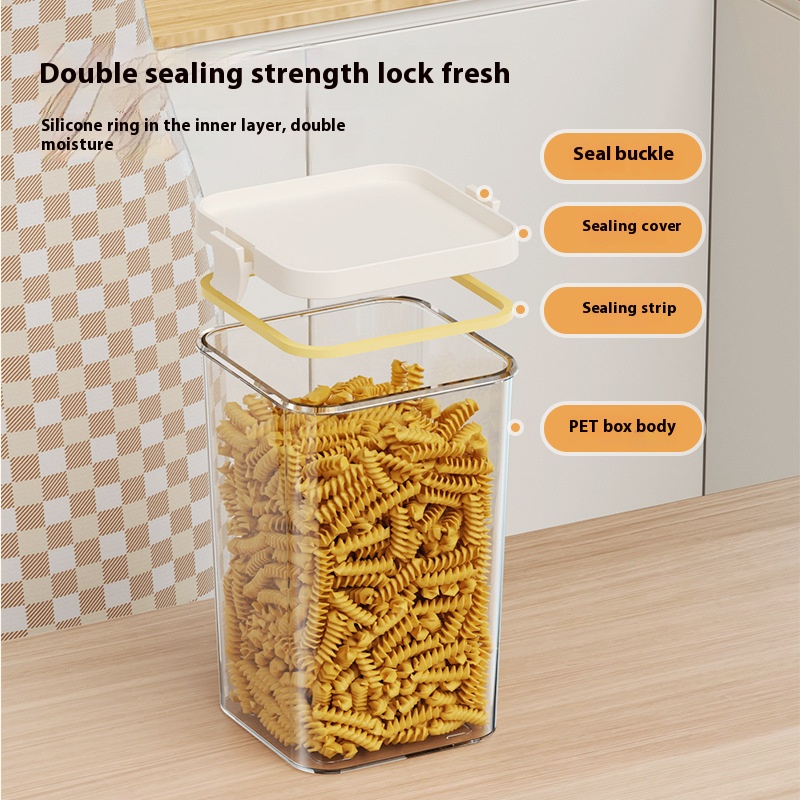 Double sealing strength lock fresh
Silicone ring in the inner layer, double
moisture
Seal buckle
Sealing cover
Sealing strip
PET box body